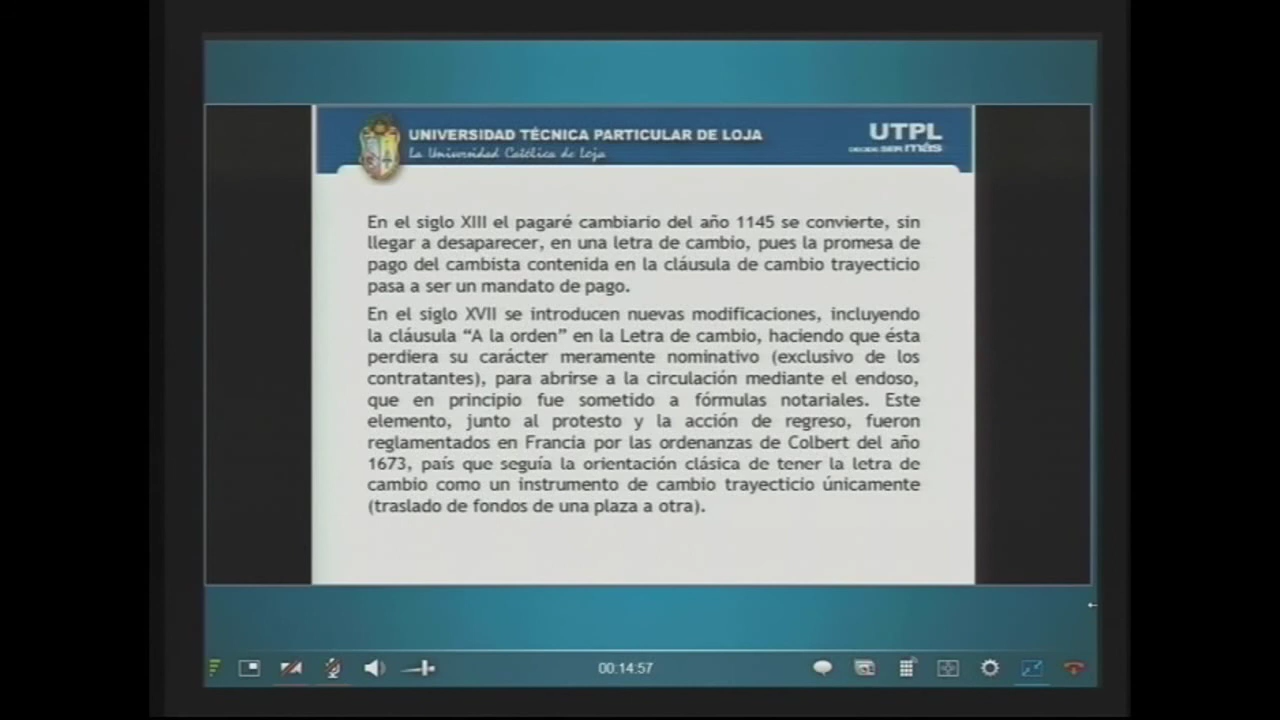 UNIVERSIDAD TÉCNICA PARTICULAR DE LOJA
La Universidad Católica de Loja
UTPL
DECIDE SER más
En el siglo XIII el pagaré cambiario del año 1145 se convierte, sin
llegar a desaparecer, en una letra de cambio, pues la promesa de
pago del cambista contenida en la cláusula de cambio trayecticio
pasa a ser un mandato de pago.
En el siglo XVII se introducen nuevas modificaciones, incluyendo
la cláusula “A la orden” en la Letra de cambio, haciendo que ésta
perdiera su carácter meramente nominativo (exclusivo de los
contratantes), para abrirse a la circulación mediante el endoso,
que en principio fue sometido a fórmulas notariales. Este
elemento, junto al protesto y la acción de regreso, fueron
reglamentados en Francia por las ordenanzas de Colbert del año
1673, país que seguía la orientación clásica de tener la letra de
cambio como un instrumento de cambio trayecticio únicamente
(traslado de fondos de una plaza a otra).
00:14:57